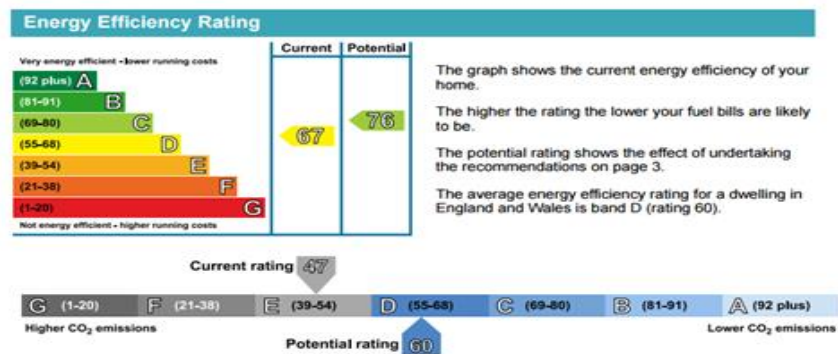 Energy Efficiency Rating
Current Potential
Very energy efficient - lower running costs
(92 plus) A
(81-91) B
(69-80) C
(55-68) D
(39-54) E
(21-38) F
(1-20) G
Not energy efficient - higher running costs
67
76
The graph shows the current energy efficiency of your
home.
The higher the rating the lower your fuel bills are likely
to be.
The potential rating shows the effect of undertaking
the recommendations on page 3.
The average energy efficiency rating for a dwelling in
England and Wales is band D (rating 60).
Current rating 47
G (1-20) F (21-38) E (39-54) D (55-68) C (69-80) B (81-91) A (92 plus)
Higher CO₂ emissions Lower CO₂ emissions
Potential rating 60